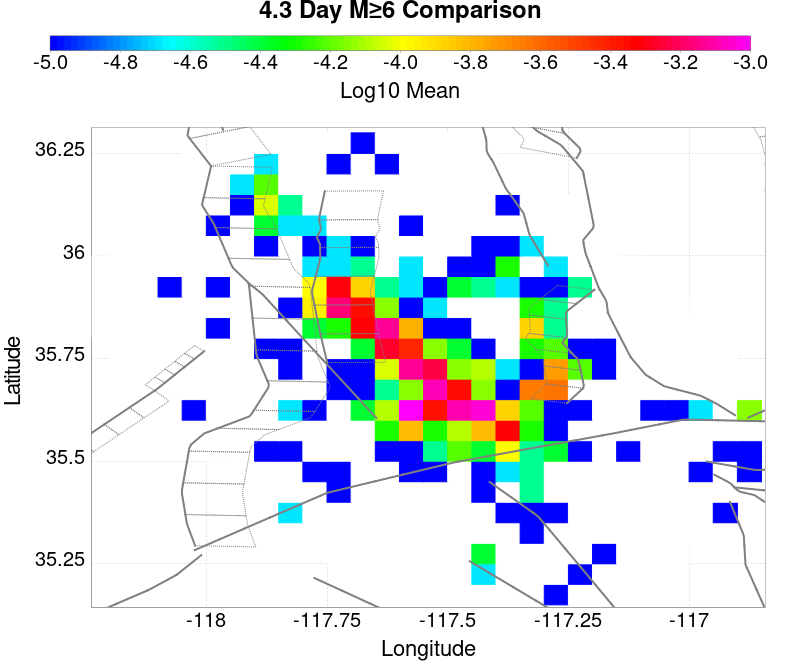 4.3 Day M≥6 Comparison
-5.0 -4.8 -4.6 -4.4 -4.2 -4.0 -3.8 -3.6 -3.4 -3.2 -3.0
Log10 Mean
36.25
36
35.75
35.5
35.25
Latitude
-118 -117.75 -117.5 -117.25 -117
Longitude